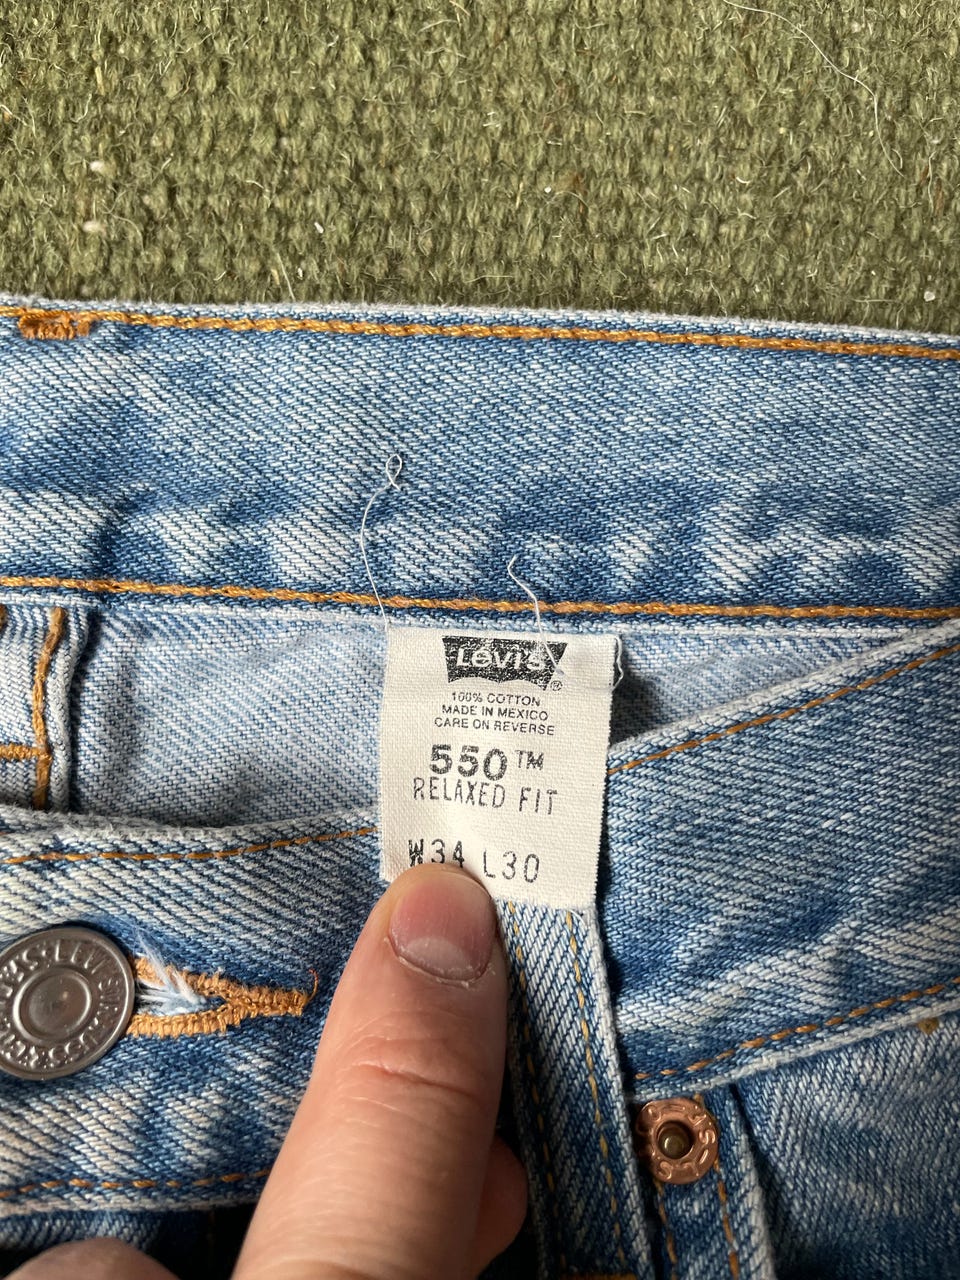 Levi's®
100% COTTON
MADE IN MEXICO
CARE ON REVERSE
550™
RELAXED FIT
W34 L30